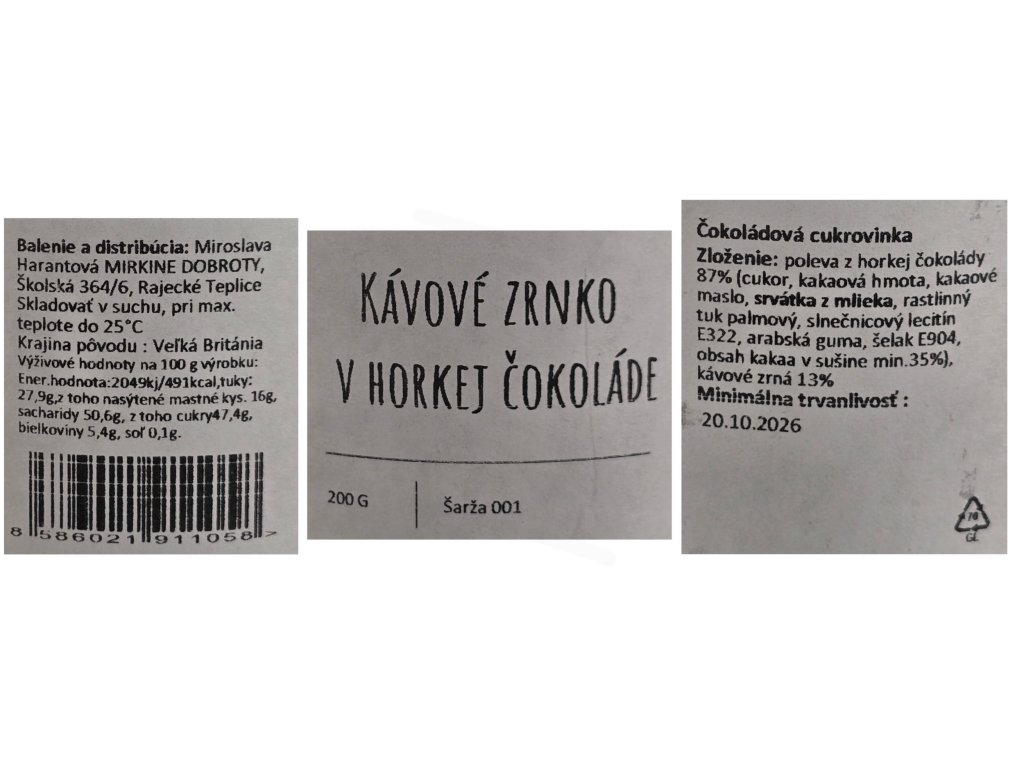 Balenie a distribúcia: Miroslava
Harantová MIRKINE DOBROTY,
Školská 364/6, Rajecké Teplice
Skladovať v suchu, pri max.
teplote do 25°C
Krajina pôvodu : Veľká Británia
Výživové hodnoty na 100 g výrobku:
Ener.hodnota:2049kj/491kcal,tuky:
27,9g,z toho nasýtené mastné kys. 16g,
sacharidy 50,6g, z toho cukry47,4g,
bielkoviny 5,4g, soľ 0,1g.
8 586021 911058 >
KÁVOVÉ ZRNKO
V HORKEJ ČOKOLÁDE
200 G
Šarža 001
Čokoládová cukrovinka
Zloženie: poleva z horkej čokolády
87% (cukor, kakaová hmota, kakaové
maslo, srvátka z mlieka, rastlinný
tuk palmový, slnečnicový lecitín
E322, arabská guma, šelak E904,
obsah kakaa v sušine min.35%),
kávové zrná 13%
Minimálna trvanlivosť :
20.10.2026
70
GL